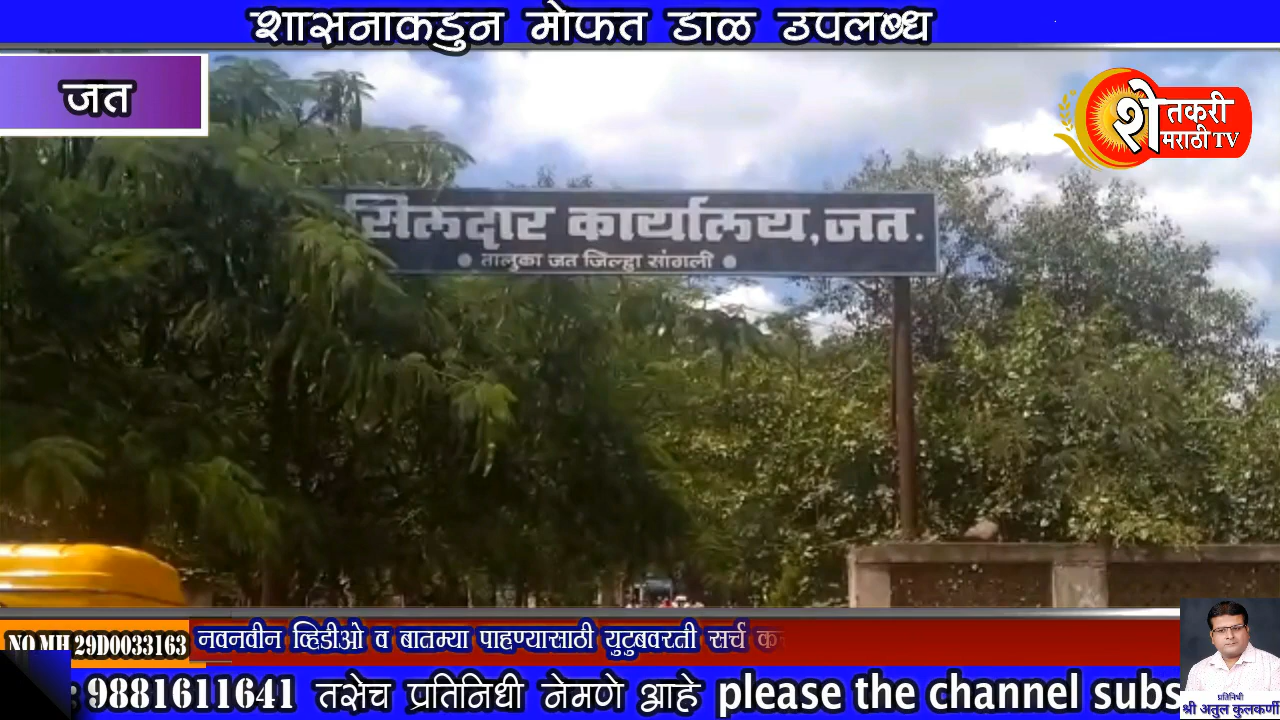 शासनाकडुन मोफत डाळ उपलब्ध
जत
शेतकरी
मराठी TV
सिलदार कार्यालय,जत.
तालुका जत जिल्हा सांगली
NO MH 29D0033163
नवनवीन व्हिडीओ व बातम्या पाहण्यासाठी युटुबवरती सर्च क
: 9881611641 तसेच प्रतिनिधी नेमणे आहे please the channel subs
प्रतिनिधी
श्री अतुल कुलकर्णी